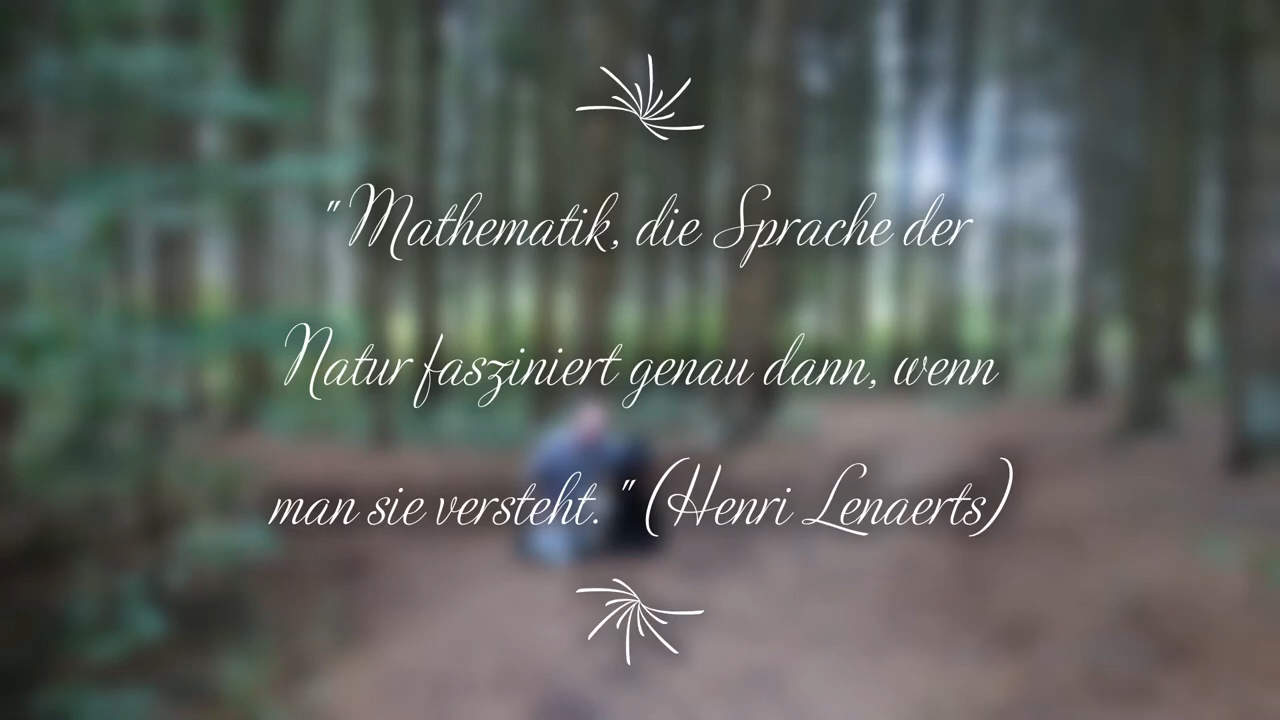 "Mathematik, die Sprache der
Natur fasziniert genau dann, wenn
man sie versteht." (Henri Lenaerts)